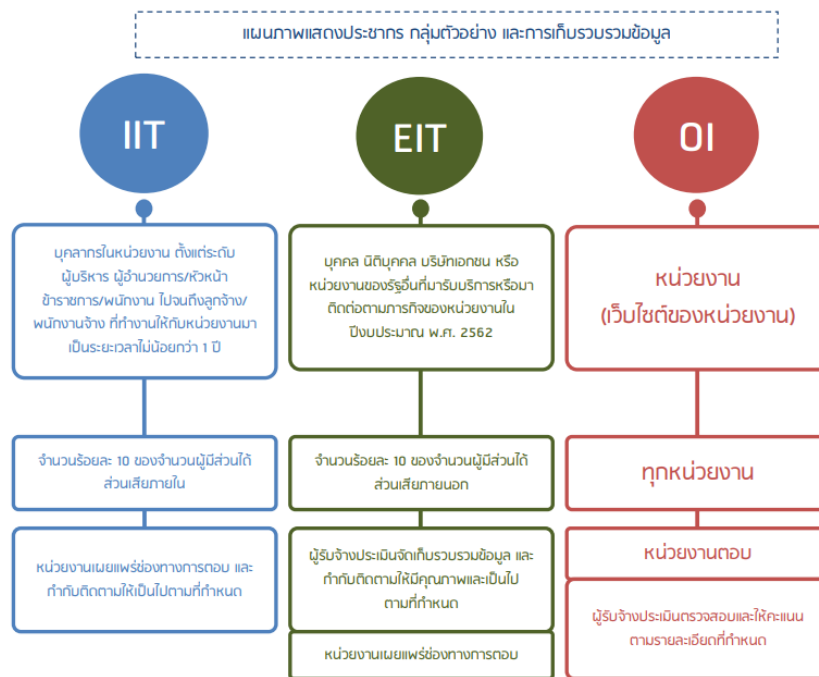 แผนภาพแสดงประชากร กลุ่มตัวอย่าง และการเก็บรวบรวมข้อมูล
IIT
บุคลากรในหน่วยงาน ตั้งแต่ระดับ
ผู้บริหาร ผู้อำนวยการ/หัวหน้า
ข้าราชการ/พนักงาน ไปจนถึงลูกจ้าง/
พนักงานจ้าง ที่ทำงานให้กับหน่วยงานมา
เป็นระยะเวลาไม่น้อยกว่า 1 ปี
จำนวนร้อยละ 10 ของจำนวนผู้มีส่วนได้
ส่วนเสียภายใน
หน่วยงานเผยแพร่ช่องทางการตอบ และ
กำกับติดตามให้เป็นไปตามที่กำหนด
EIT
บุคคล นิติบุคคล บริษัทเอกชน หรือ
หน่วยงานของรัฐอื่นที่มารับบริการหรือมา
ติดต่อตามภารกิจของหน่วยงานใน
ปีงบประมาณ พ.ศ. 2562
จำนวนร้อยละ 10 ของจำนวนผู้มีส่วนได้
ส่วนเสียภายนอก
ผู้รับจ้างประเมินจัดเก็บรวบรวมข้อมูล และ
กำกับติดตามให้มีคุณภาพและเป็นไป
ตามที่กำหนด
หน่วยงานเผยแพร่ช่องทางการตอบ
OI
หน่วยงาน
(เว็บไซต์ของหน่วยงาน)
ทุกหน่วยงาน
หน่วยงานตอบ
ผู้รับจ้างประเมินตรวจสอบและให้คะแนน
ตามรายละเอียดที่กำหนด